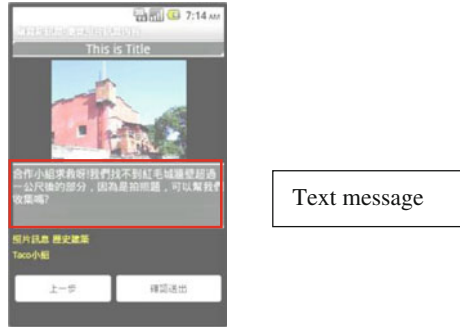 7:14 AM
This is Title
合作小組求救呀!我們找不到紅毛城牆壁超過
一公尺後的部分，因為是拍照題，可以幫我們
收集嗎?
Text message
照片訊息 歷史建築
Taco小組
上一步
確認送出